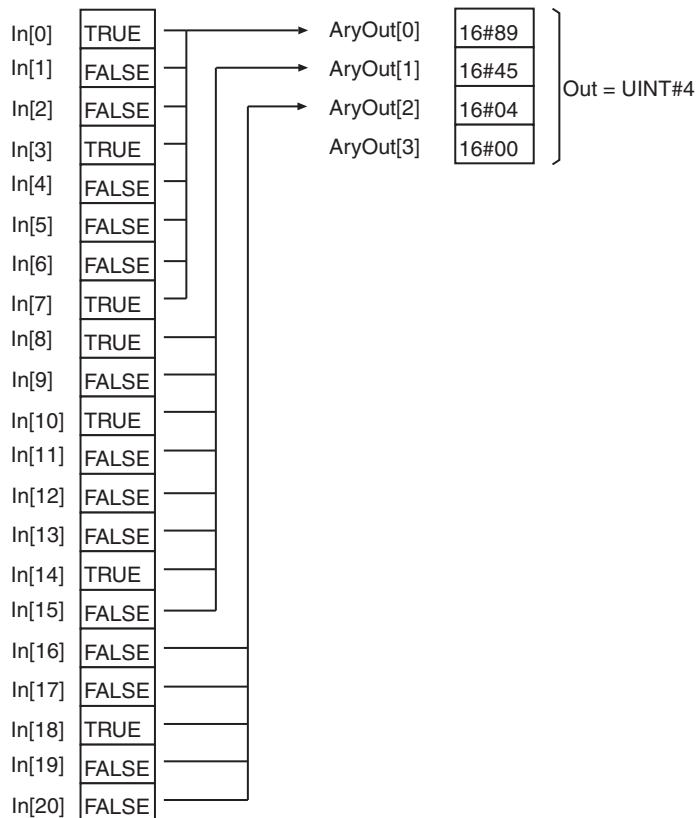 In[0] TRUE AryOut[0] 16#89
In[1] FALSE AryOut[1] 16#45
Out = UINT#4
In[2] FALSE AryOut[2] 16#04
In[3] TRUE AryOut[3] 16#00
In[4] FALSE
In[5] FALSE
In[6] FALSE
In[7] TRUE
In[8] TRUE
In[9] FALSE
In[10] TRUE
In[11] FALSE
In[12] FALSE
In[13] FALSE
In[14] TRUE
In[15] FALSE
In[16] FALSE
In[17] FALSE
In[18] TRUE
In[19] FALSE
In[20] FALSE